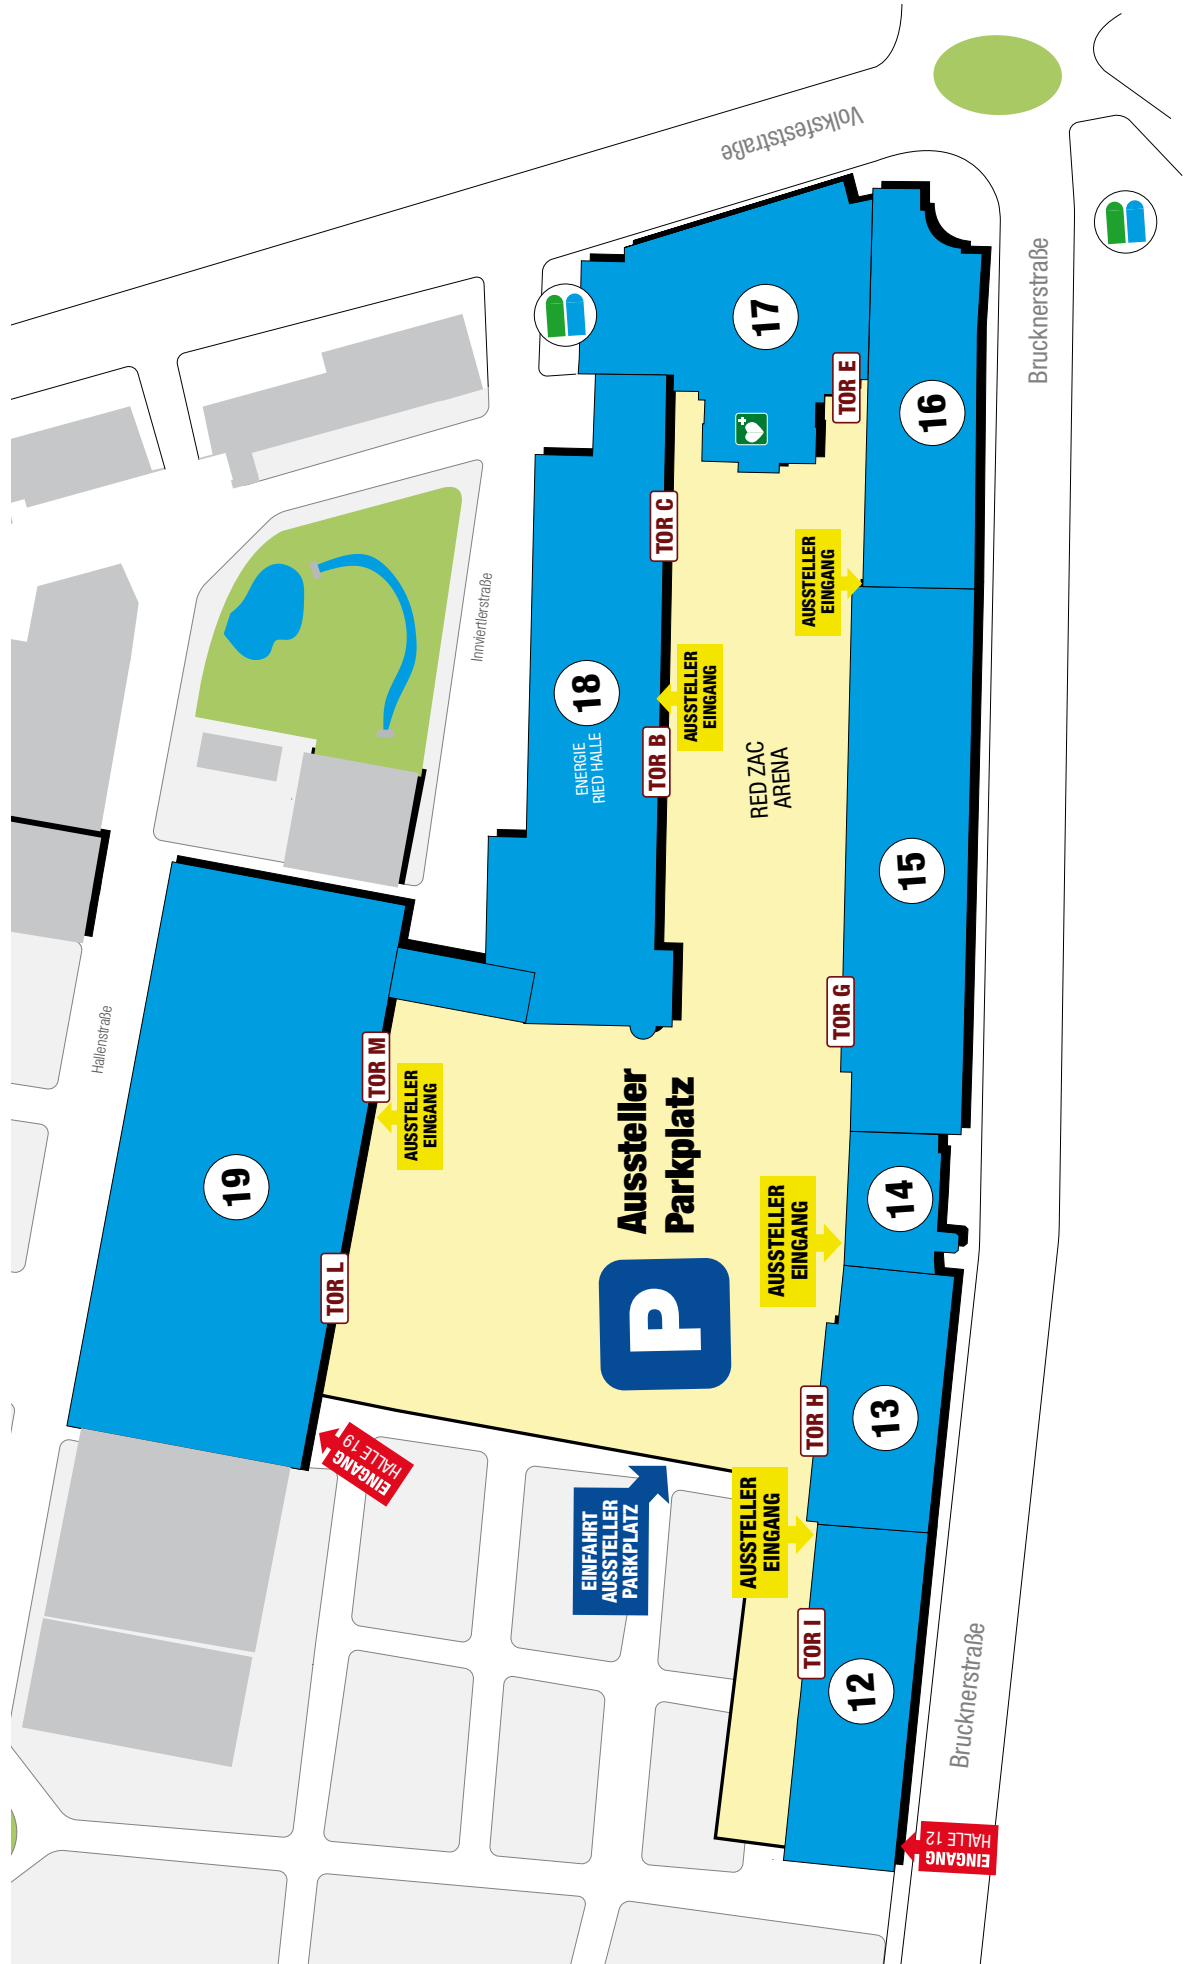 Volksfeststraße
Brucknerstraße
17
16
TOR E
TOR C
AUSSTELLER
EINGANG
Innviertlerstraße
18
ENERGIE
RIED HALLE
TOR B
AUSSTELLER
EINGANG
RED ZAC
ARENA
15
TOR G
Hallenstraße
19
TOR M
AUSSTELLER
EINGANG
TOR L
Aussteller
Parkplatz
P
AUSSTELLER
EINGANG
14
13
TOR H
EINGANG
HALLE 19
EINFAHRT
AUSSTELLER
PARKPLATZ
AUSSTELLER
EINGANG
TOR I
12
Brucknerstraße
EINGANG
HALLE 12